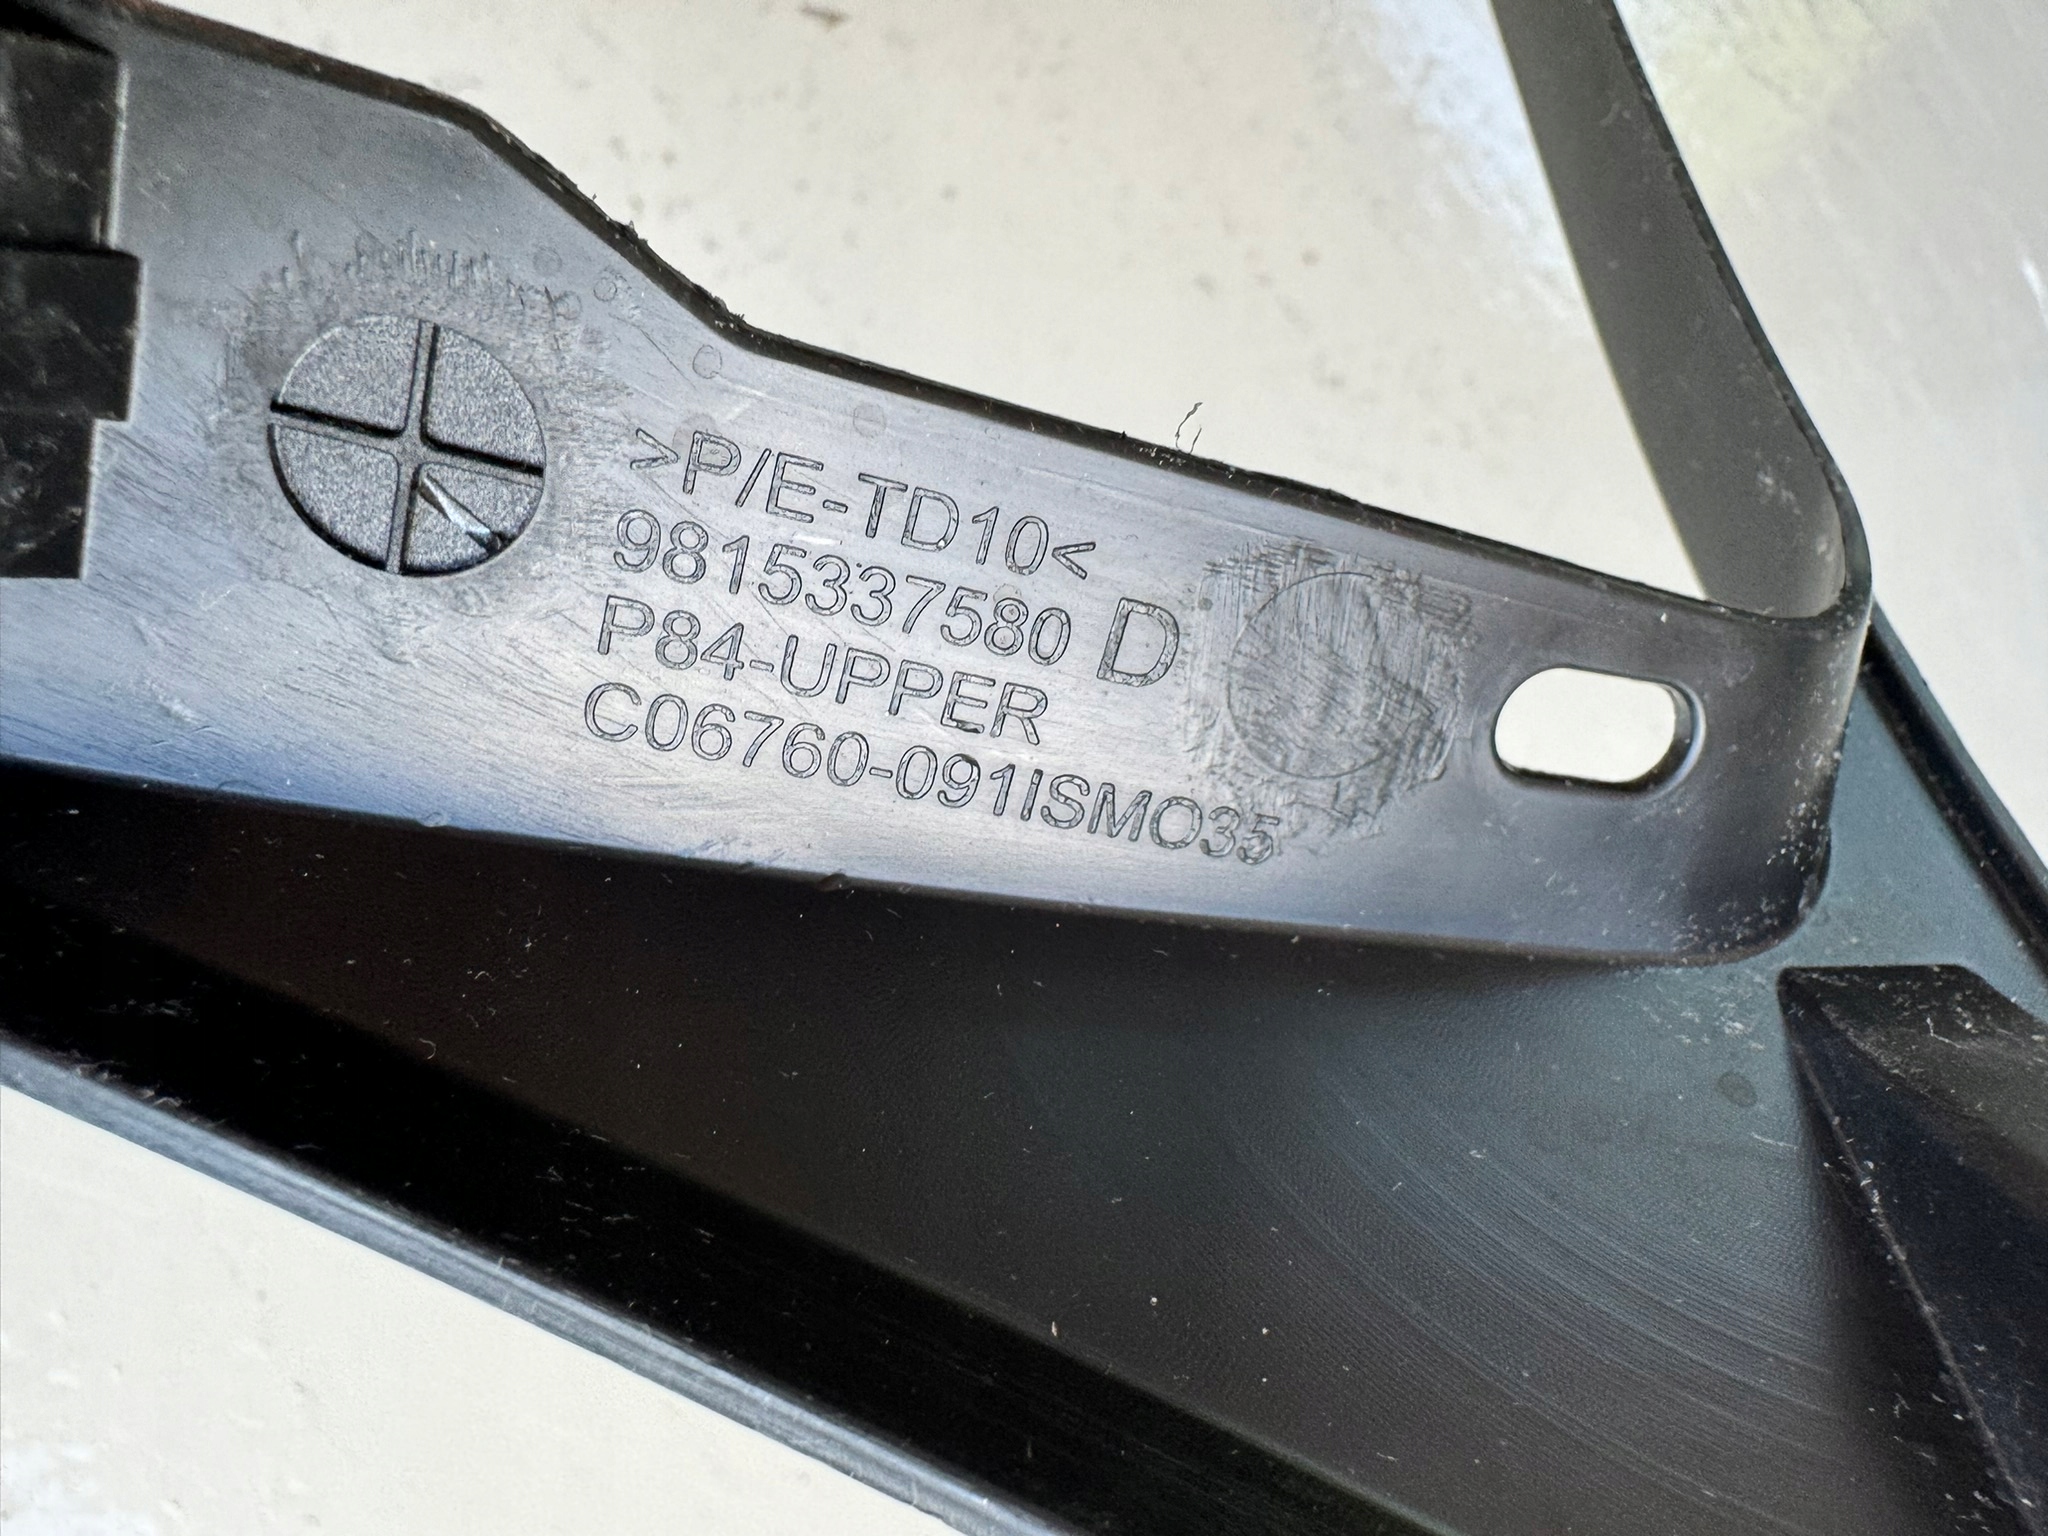 >P/E-TD10<
9815337580 D
P84-UPPER
C06760-091ISMO35